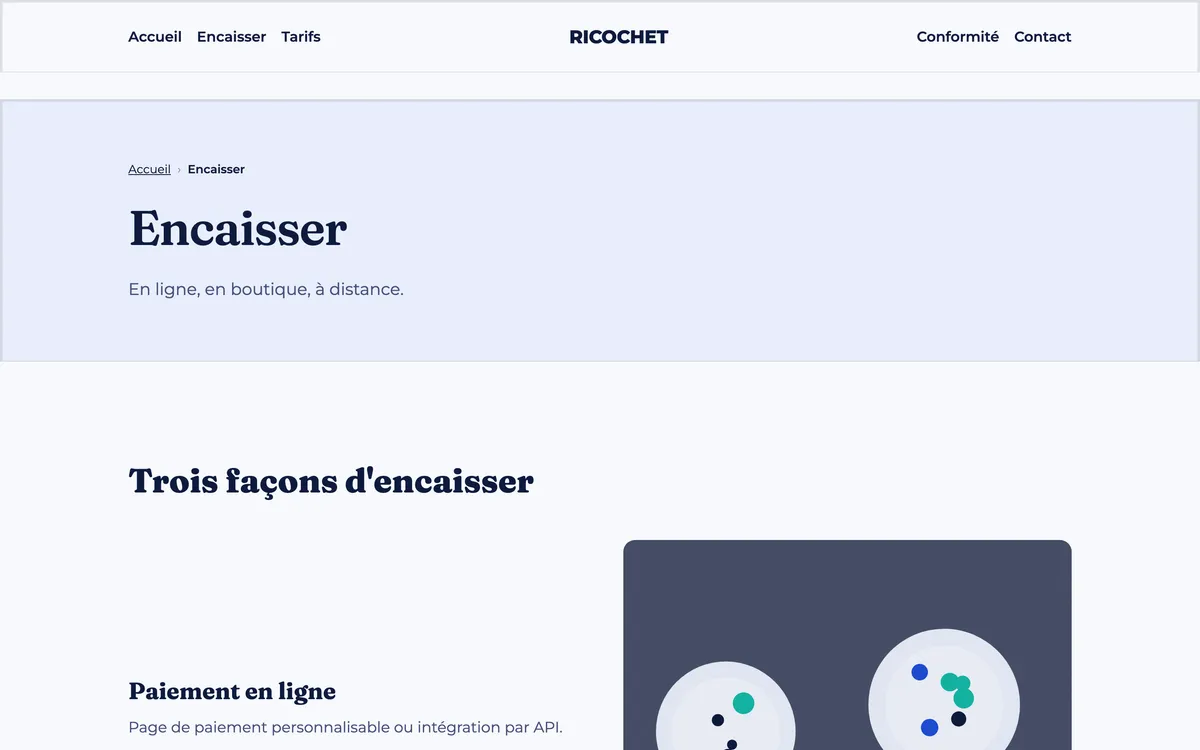 Accueil Encaisser Tarifs RICOCHET Conformité Contact
Accueil › Encaisser
Encaisser
En ligne, en boutique, à distance.
Trois façons d'encaisser
Paiement en ligne
Page de paiement personnalisable ou intégration par API.